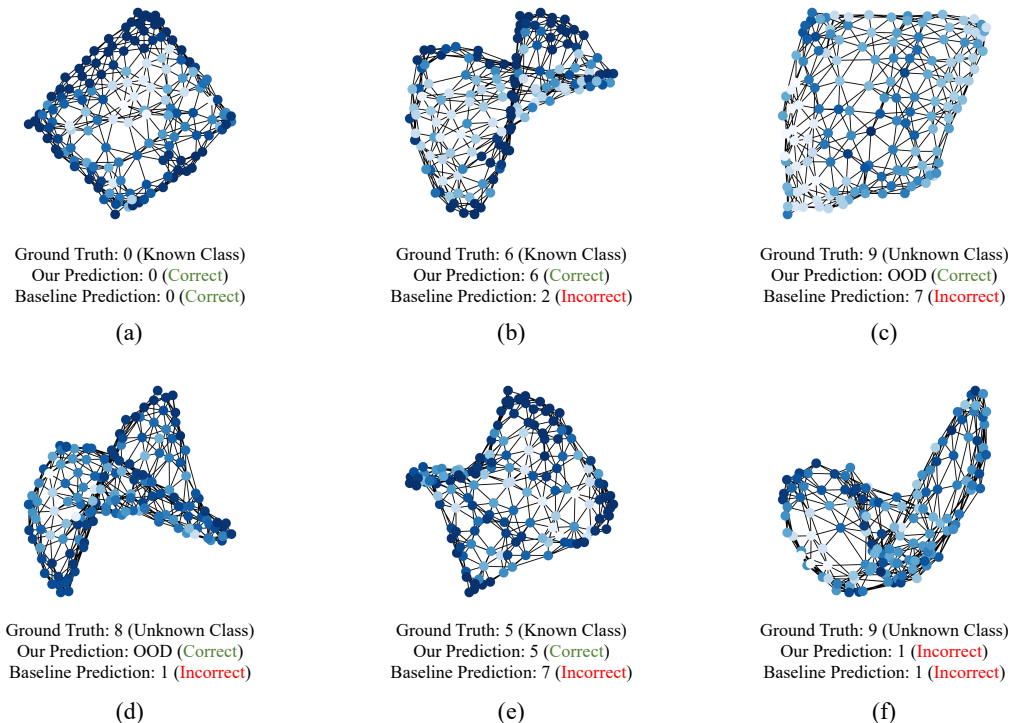 Ground Truth: 0 (Known Class)
Our Prediction: 0 (Correct)
Baseline Prediction: 0 (Correct)
(a)
Ground Truth: 6 (Known Class)
Our Prediction: 6 (Correct)
Baseline Prediction: 2 (Incorrect)
(b)
Ground Truth: 9 (Unknown Class)
Our Prediction: OOD (Correct)
Baseline Prediction: 7 (Incorrect)
(c)
Ground Truth: 8 (Unknown Class)
Our Prediction: OOD (Correct)
Baseline Prediction: 1 (Incorrect)
(d)
Ground Truth: 5 (Known Class)
Our Prediction: 5 (Correct)
Baseline Prediction: 7 (Incorrect)
(e)
Ground Truth: 9 (Unknown Class)
Our Prediction: 1 (Incorrect)
Baseline Prediction: 1 (Incorrect)
(f)